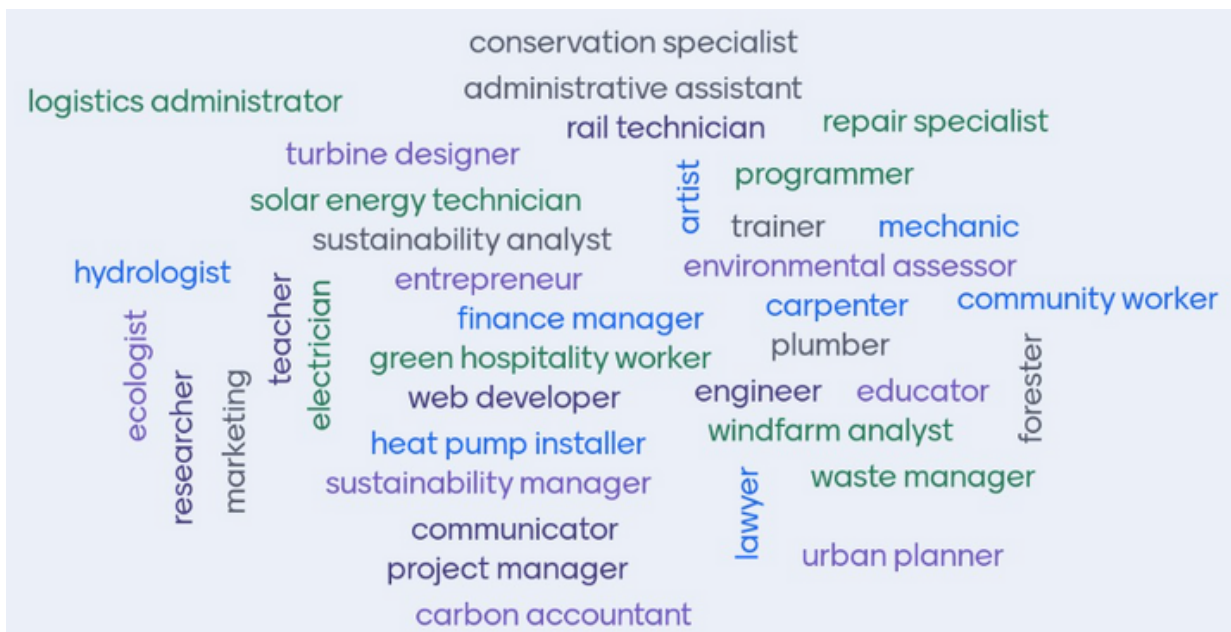 conservation specialist
administrative assistant
logistics administrator
rail technician
repair specialist
turbine designer
artist
programmer
solar energy technician
trainer
mechanic
sustainability analyst
hydrologist
entrepreneur
environmental assessor
teacher
electrician
finance manager
carpenter
community worker
ecologist
green hospitality worker
plumber
forester
researcher
marketing
web developer
engineer
educator
heat pump installer
windfarm analyst
sustainability manager
lawyer
waste manager
communicator
urban planner
project manager
carbon accountant